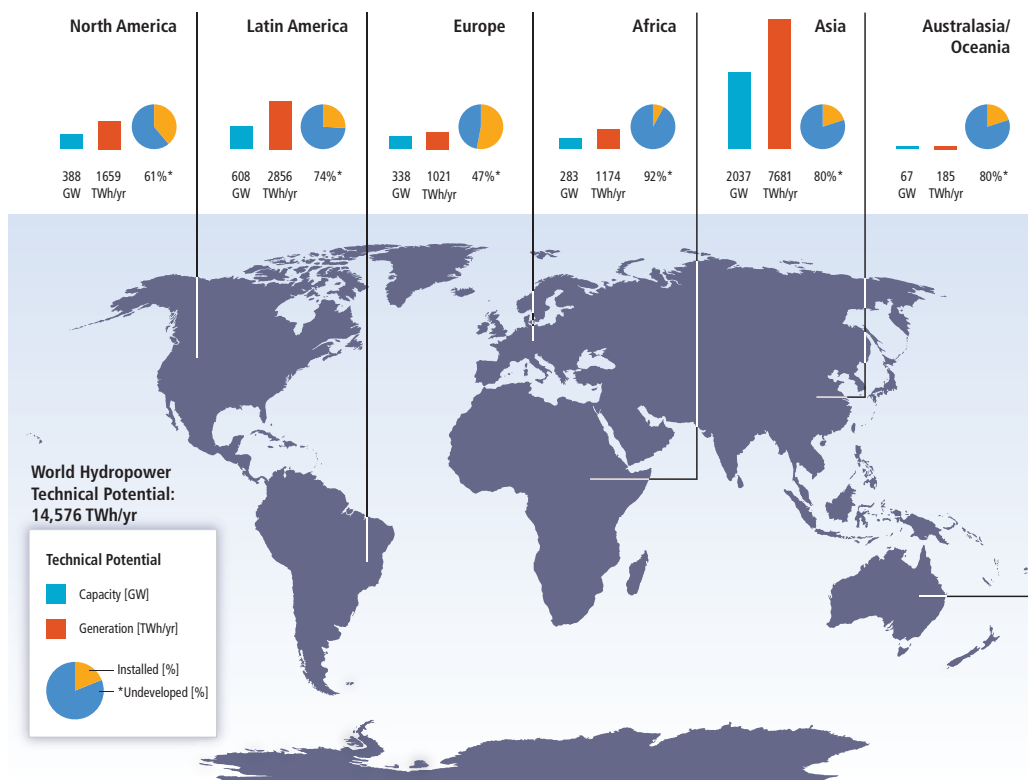 North America
388
GW
1659
TWh/yr
61%*
Latin America
608
GW
2856
TWh/yr
74%*
Europe
338
GW
1021
TWh/yr
47%*
Africa
283
GW
1174
TWh/yr
92%*
Asia
2037
GW
7681
TWh/yr
80%*
Australasia/
Oceania
67
GW
185
TWh/yr
80%*
World Hydropower
Technical Potential:
14,576 TWh/yr
Technical Potential
Capacity [GW]
Generation [TWh/yr]
Installed [%]
*Undeveloped [%]